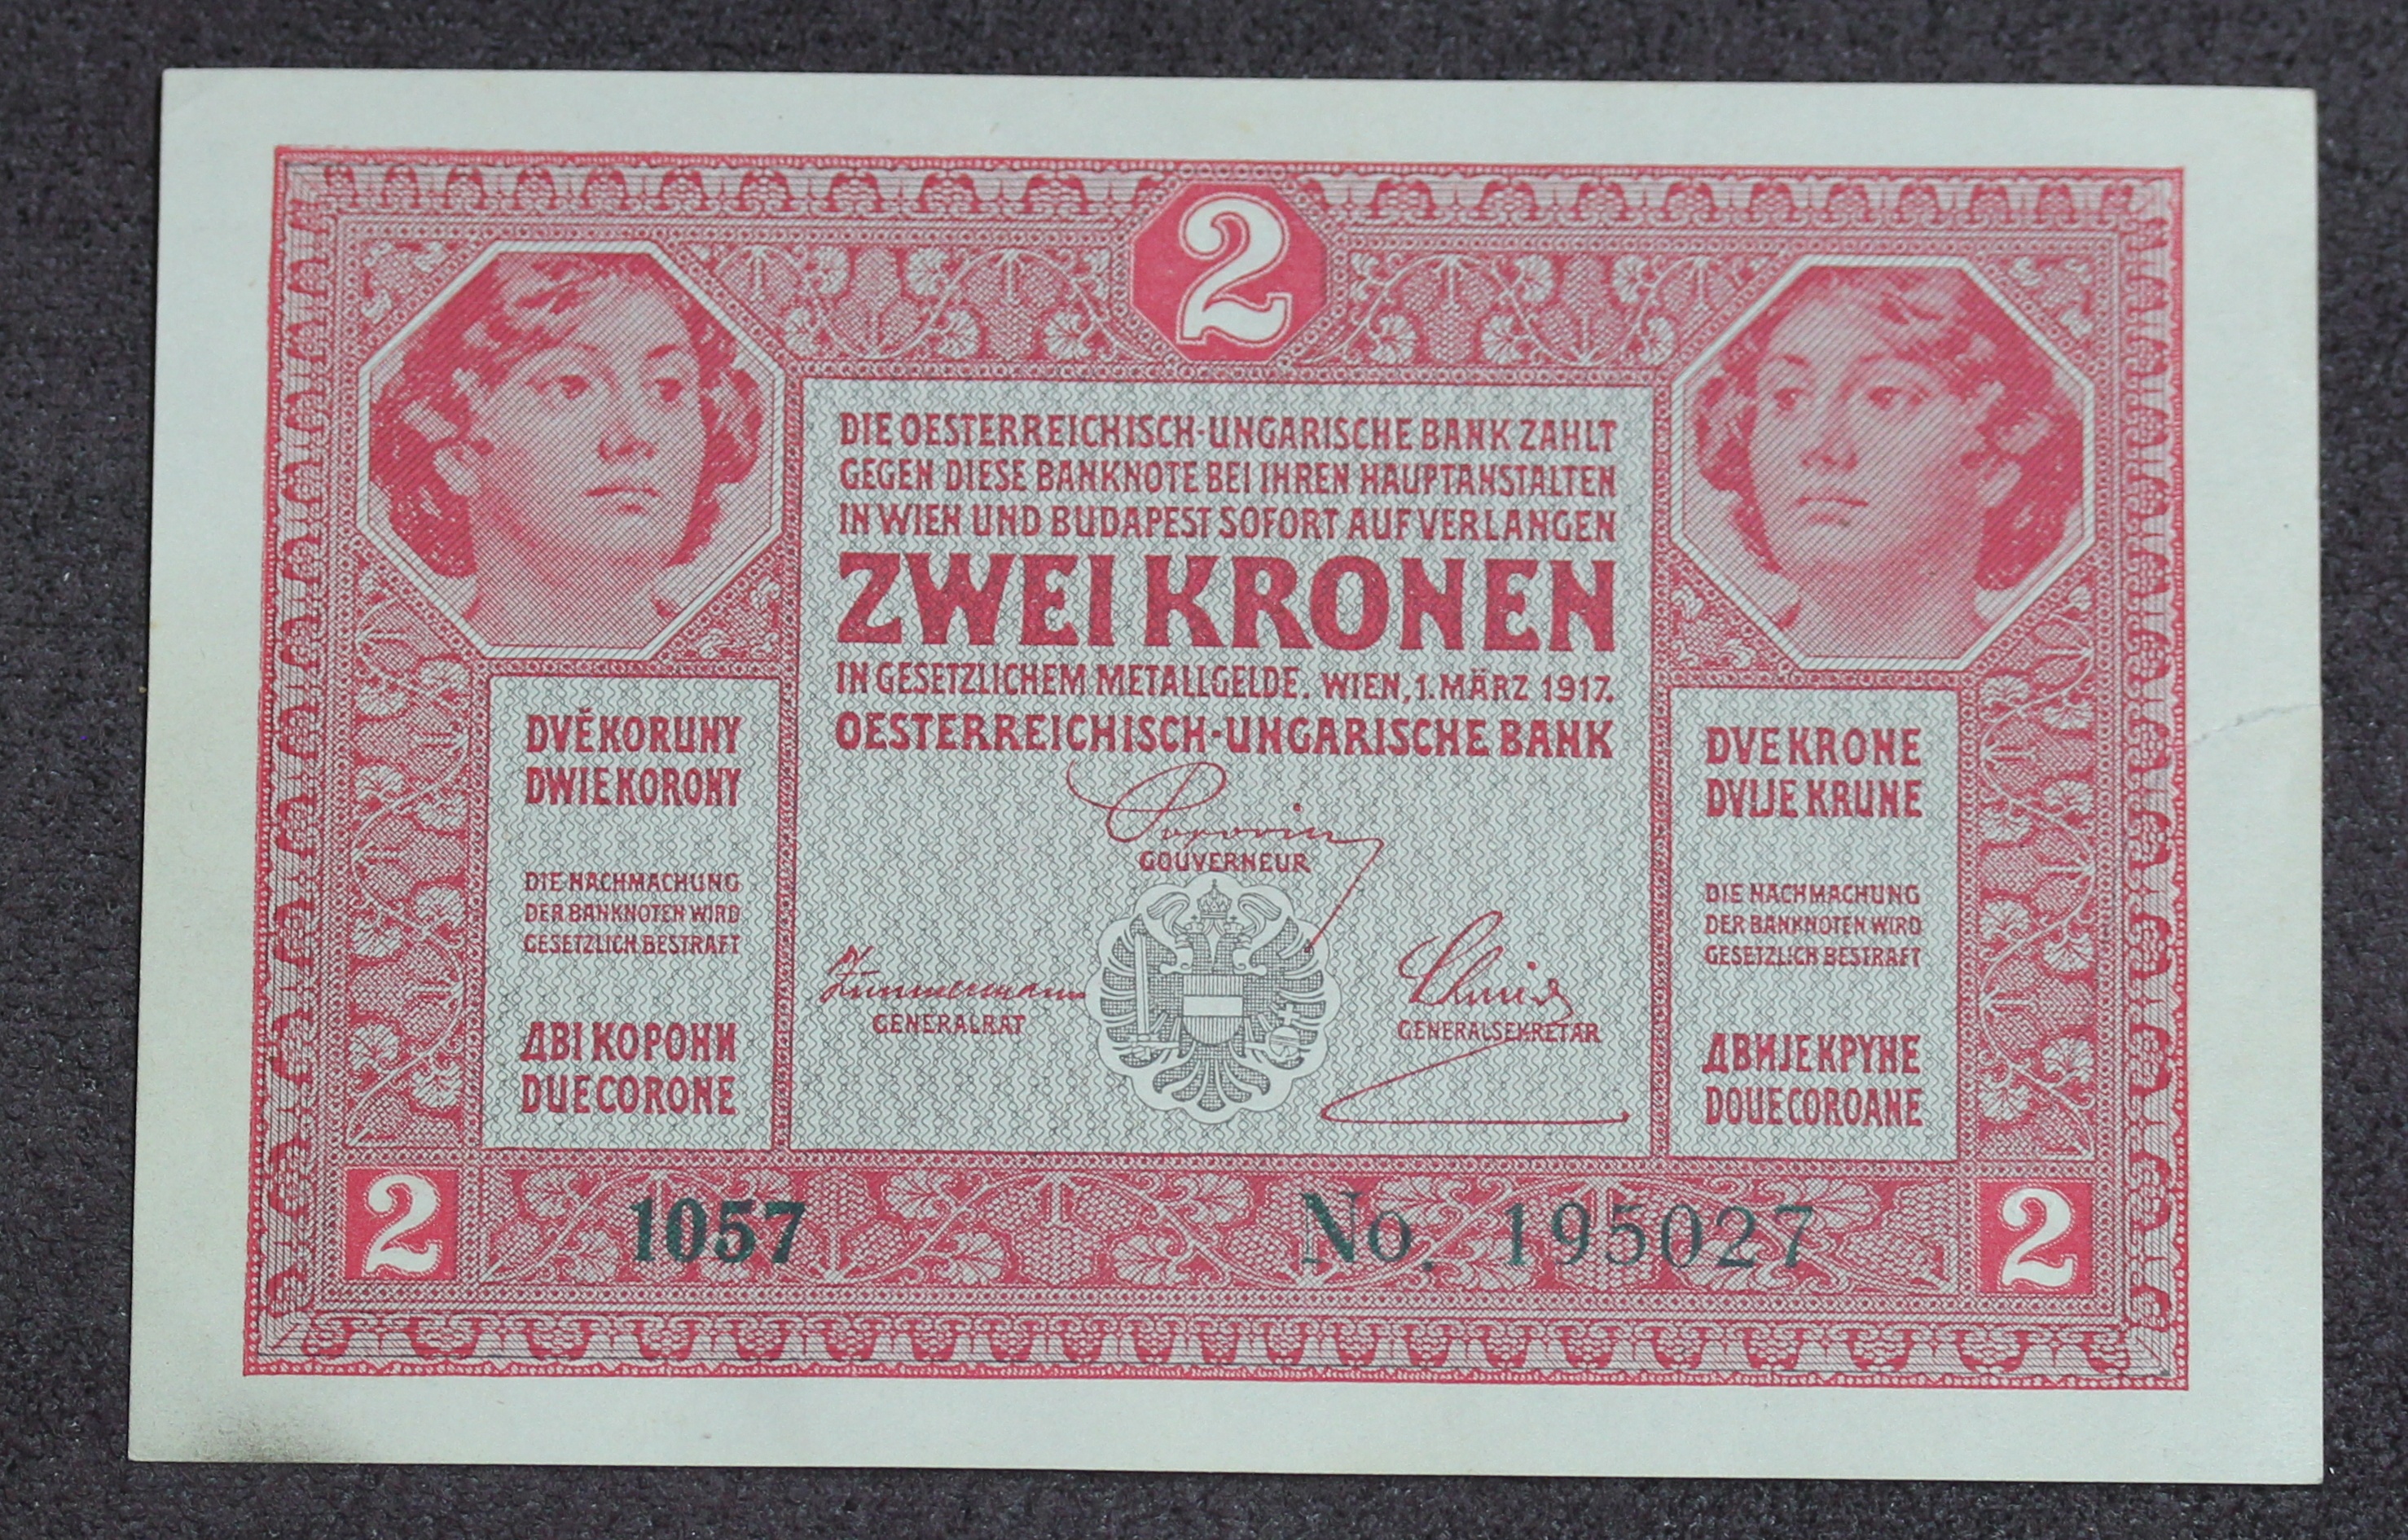 2
DIE OESTERREICHISCH-UNGARISCHE BANK ZAHLT
GEGEN DIESE BANKNOTE BEI IHREN HAUPTANSTALTEN
IN WIEN UND BUDAPEST SOFORT AUF VERLANGEN
ZWEI KRONEN
IN GESETZLICHEM METALLGELDE. WIEN, 1. MÄRZ 1917.
OESTERREICHISCH-UNGARISCHE BANK
Popovics
GOUVERNEUR
Zimmermann
GENERALRAT
Schmid
GENERALSEKRETÄR
DVĚ KORUNY
DWIE KORONY
DIE NACHMACHUNG
DER BANKNOTEN WIRD
GESETZLICH BESTRAFT
ДВІ КОРОНИ
DUE CORONE
DVE KRONE
DVIJE KRUNE
DIE NACHMACHUNG
DER BANKNOTEN WIRD
GESETZLICH BESTRAFT
ДВИЈЕ КРУНЕ
DOUE COROANE
2
1057
No. 195027
2